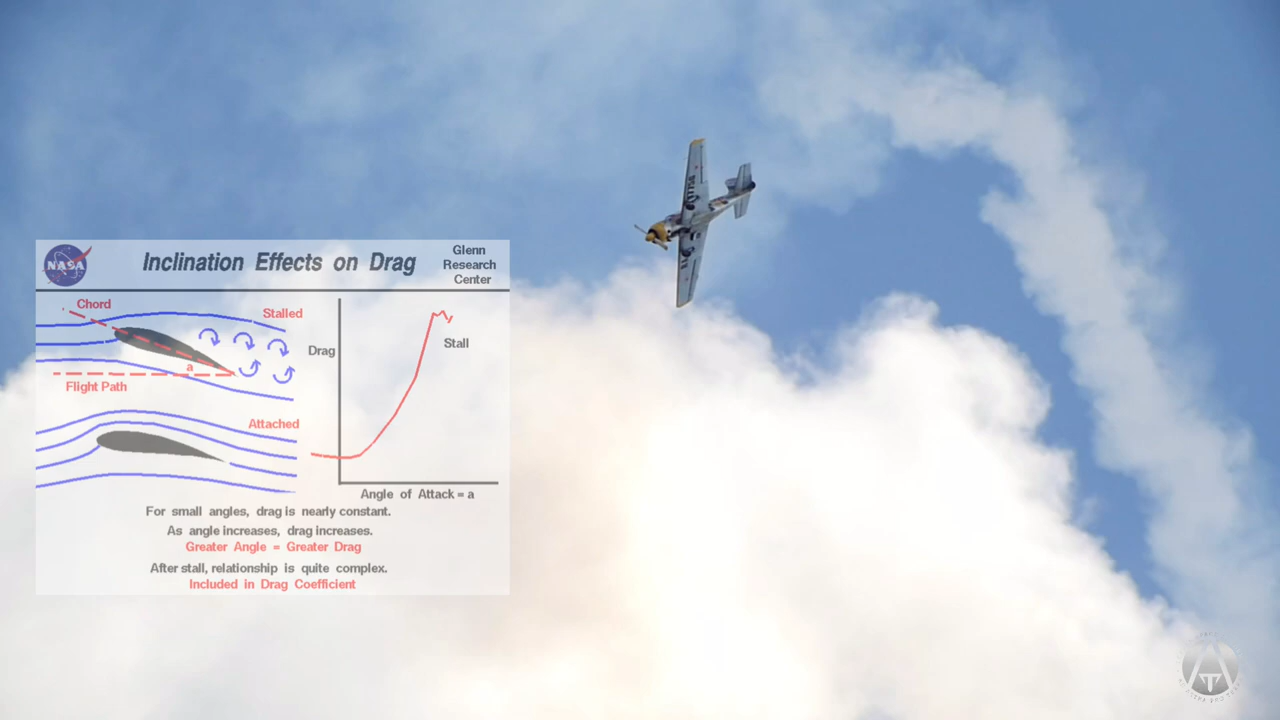 NASA
Inclination Effects on Drag
Glenn
Research
Center
Chord
Stalled
a
Flight Path
Attached
Drag
Stall
Angle of Attack = a
For small angles, drag is nearly constant.
As angle increases, drag increases.
Greater Angle = Greater Drag
After stall, relationship is quite complex.
Included in Drag Coefficient